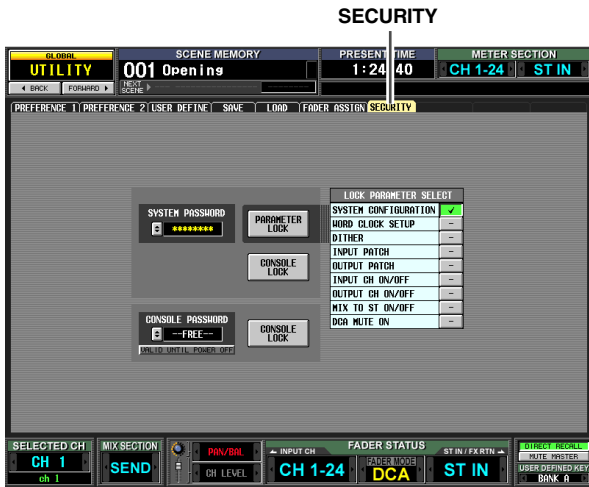 SECURITY
GLOBAL SCENE MEMORY PRESENT TIME METER SECTION
UTILITY 001 Opening 1:24 40 CH 1-24 ST IN
BACK FORWARD NEXT SCENE
PREFERENCE 1 PREFERENCE 2 USER DEFINE SAVE LOAD FADER ASSIGN SECURITY
LOCK PARAMETER SELECT
SYSTEM PASSWORD
********
PARAMETER LOCK
CONSOLE LOCK
SYSTEM CONFIGURATION
WORD CLOCK SETUP –
DITHER –
INPUT PATCH –
OUTPUT PATCH –
INPUT CH ON/OFF –
OUTPUT CH ON/OFF –
MIX TO ST ON/OFF –
DCA MUTE ON –
CONSOLE PASSWORD
--FREE--
VALID UNTIL POWER OFF
CONSOLE LOCK
SELECTED CH MIX SECTION FADER STATUS
CH 1
ch 1
SEND
PAN/BAL
CH LEVEL
INPUT CH
CH 1-24
FADER MODE
DCA
ST IN / FX RTN
ST IN
DIRECT RECALL
MUTE MASTER
USER DEFINED KEY
BANK A